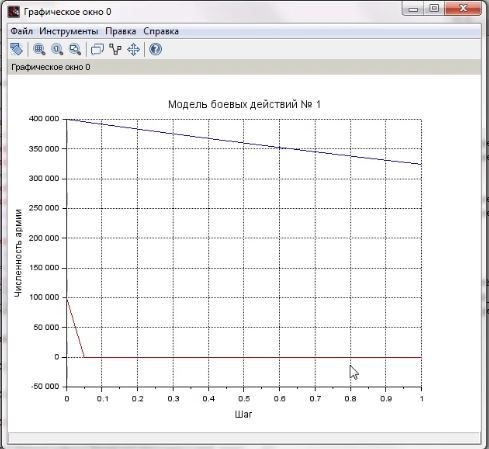 Графическое окно 0
Файл Инструменты Правка Справка
Графическое окно 0
Модель боевых действий № 1
400 000
350 000
300 000
250 000
200 000
150 000
100 000
50 000
0
-50 000
Численность армии
0 0.1 0.2 0.3 0.4 0.5 0.6 0.7 0.8 0.9 1
Шаг